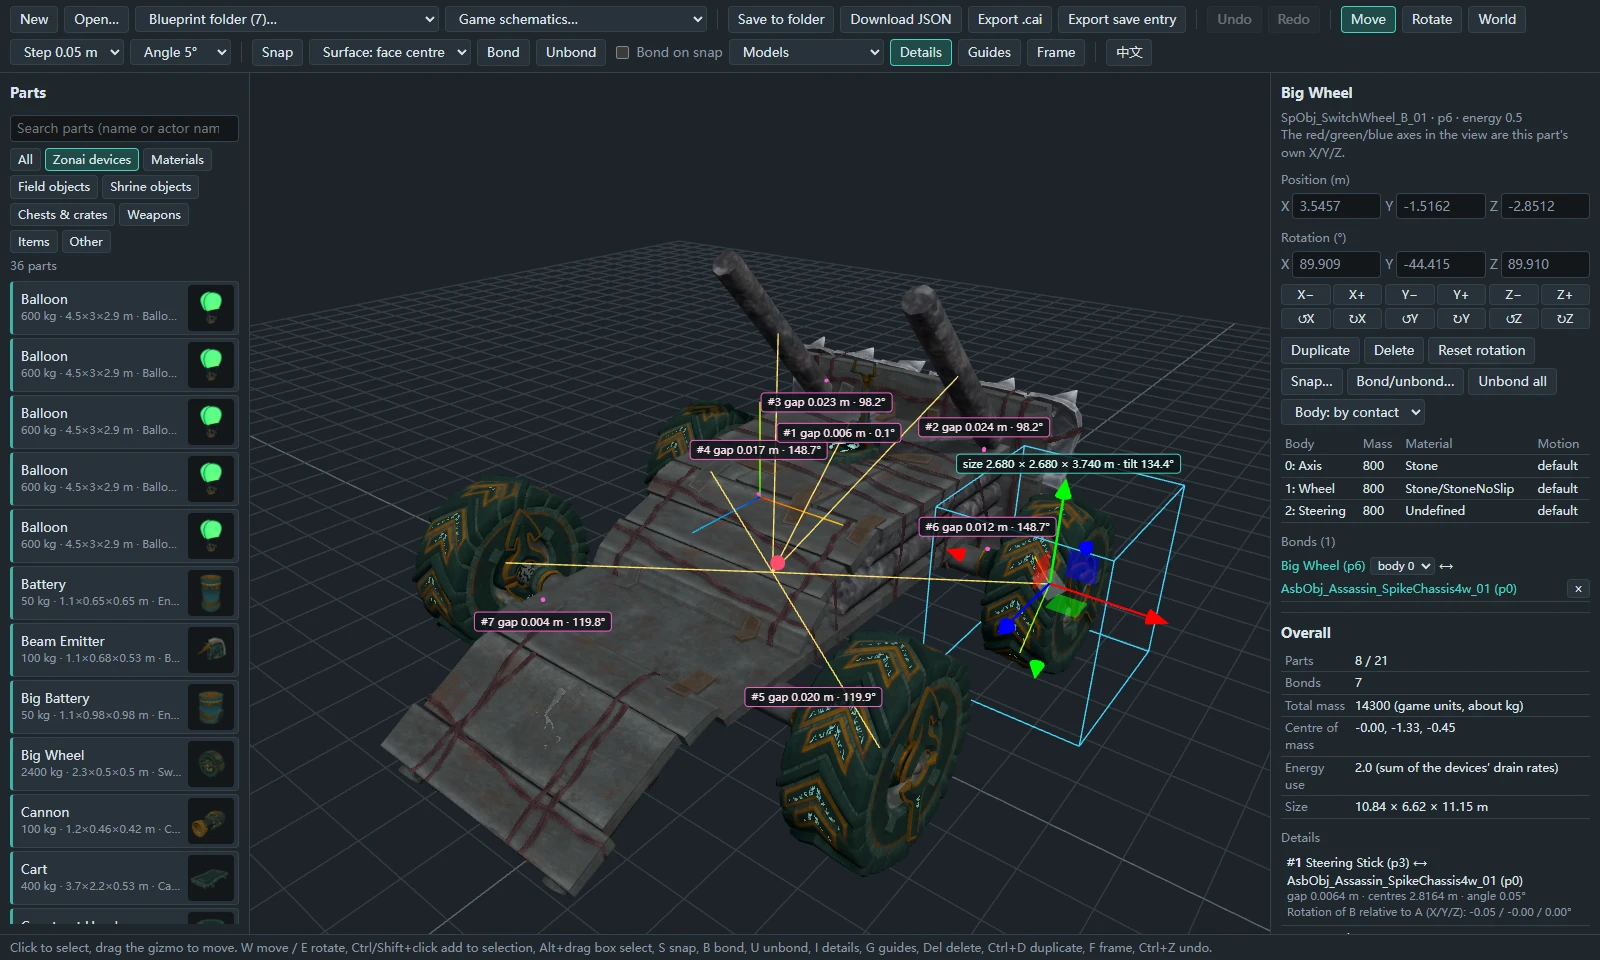 New Open... Blueprint folder (7)... Game schematics... Save to folder Download JSON Export .cai Export save entry Undo Redo Move Rotate World
Step 0.05 m Angle 5° Snap Surface: face centre Bond Unbond Bond on snap Models Details Guides Frame 中文
Parts
Search parts (name or actor nam
All Zonai devices Materials
Field objects Shrine objects
Chests & crates Weapons
Items Other
36 parts
Balloon
600 kg · 4.5×3×2.9 m · Ballo...
Balloon
600 kg · 4.5×3×2.9 m · Ballo...
Balloon
600 kg · 4.5×3×2.9 m · Ballo...
Balloon
600 kg · 4.5×3×2.9 m · Ballo...
Balloon
600 kg · 4.5×3×2.9 m · Ballo...
Battery
50 kg · 1.1×0.65×0.65 m · En...
Beam Emitter
100 kg · 1.1×0.68×0.53 m · B...
Big Battery
50 kg · 1.1×0.98×0.98 m · En...
Big Wheel
2400 kg · 2.3×0.5×0.5 m · Sw...
Cannon
100 kg · 1.2×0.46×0.42 m · C...
Cart
400 kg · 3.7×2.2×0.53 m · Ca...
#3 gap 0.023 m · 98.2°
#2 gap 0.024 m · 98.2°
#1 gap 0.006 m · 0.1°
#4 gap 0.017 m · 148.7°
size 2.680 × 2.680 × 3.740 m · tilt 134.4°
#6 gap 0.012 m · 148.7°
#7 gap 0.004 m · 119.8°
#5 gap 0.020 m · 119.9°
Big Wheel
SpObj_SwitchWheel_B_01 · p6 · energy 0.5
The red/green/blue axes in the view are this part's
own X/Y/Z.
Position (m)
X 3.5457 Y -1.5162 Z -2.8512
Rotation (°)
X 89.909 Y -44.415 Z 89.910
X− X+ Y− Y+ Z− Z+
↺X ↻X ↺Y ↻Y ↺Z ↻Z
Duplicate Delete Reset rotation
Snap... Bond/unbond... Unbond all
Body: by contact
Body Mass Material Motion
0: Axis 800 Stone default
1: Wheel 800 Stone/StoneNoSlip default
2: Steering 800 Undefined default
Bonds (1)
Big Wheel (p6) body 0 ↔
AsbObj_Assassin_SpikeChassis4w_01 (p0) ×
Overall
Parts 8 / 21
Bonds 7
Total mass 14300 (game units, about kg)
Centre of mass -0.00, -1.33, -0.45
Energy use 2.0 (sum of the devices' drain rates)
Size 10.84 × 6.62 × 11.15 m
Details
#1 Steering Stick (p3) ↔
AsbObj_Assassin_SpikeChassis4w_01 (p0)
gap 0.0064 m · centres 2.8164 m · angle 0.05°
Rotation of B relative to A (X/Y/Z): -0.05 / -0.00 / 0.00°
Click to select, drag the gizmo to move. W move / E rotate, Ctrl/Shift+click add to selection, Alt+drag box select, S snap, B bond, U unbond, I details, G guides, Del delete, Ctrl+D duplicate, F frame, Ctrl+Z undo.